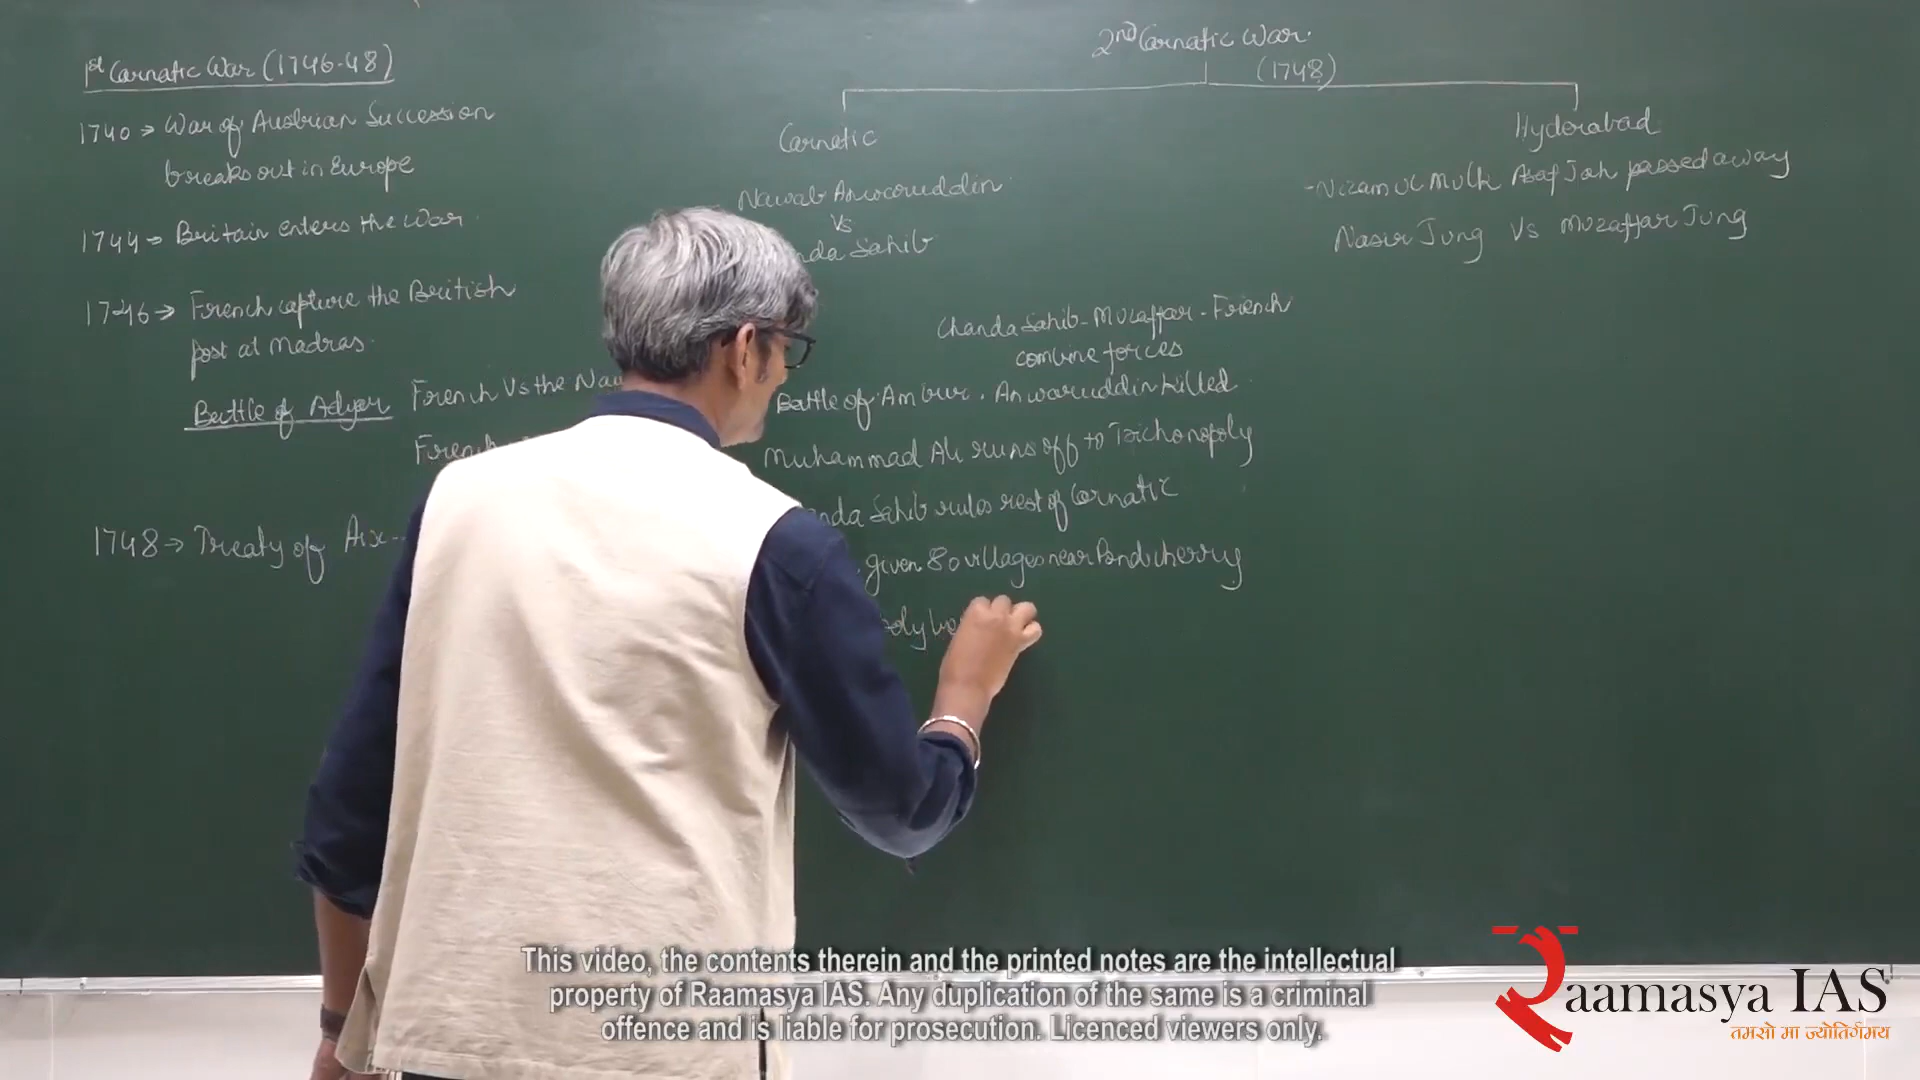 1st Carnatic War (1746-48)
1740 → War of Austrian Succession
breaks out in Europe
1744 → Britain enters the War
1746 → French capture the British
post at Madras.
Battle of Adyar French Vs the Naw
French
1748 → Treaty of Aix--
2nd Carnatic War.
(1748)
Carnatic
Nawab Anwaruddin
Vs
nda Sahib
Hyderabad
-Nizam Ul Mulk Asaf Jah passed away
Nasir Jung Vs Muzaffar Jung
Chanda Sahib - Muzaffar - French
combine forces
Battle of Ambur. Anwaruddin killed
Muhammad Ali runs off to Trichonopoly
nda Sahib rules rest of Carnatic
given 80 villages near Pondicherry
This video, the contents therein and the printed notes are the intellectual
property of Raamasya IAS. Any duplication of the same is a criminal
offence and is liable for prosecution. Licenced viewers only.
Raamasya IAS
तमसो मा ज्योतिर्गमय